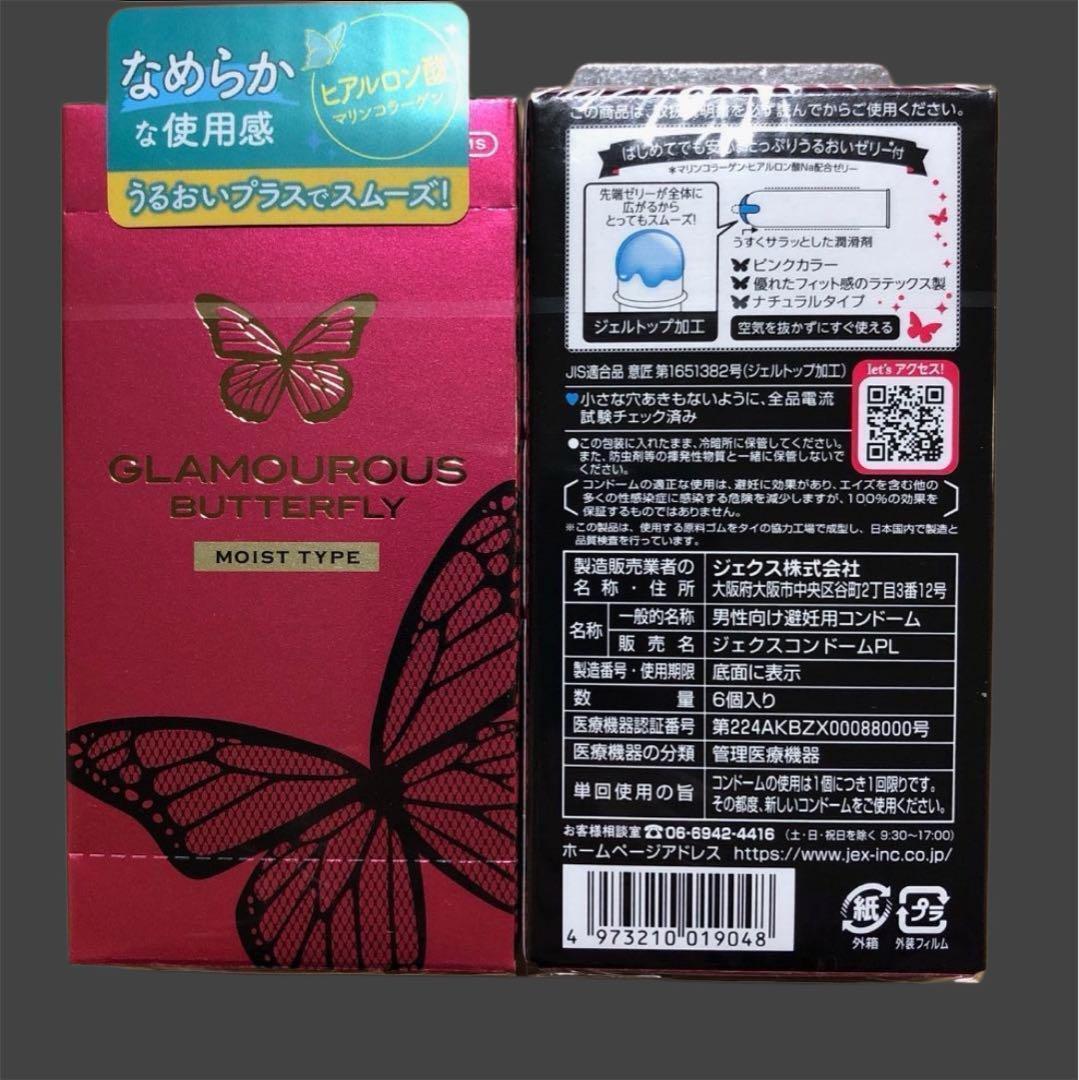 なめらか
な使用感
ヒアルロン酸
マリンコラーゲン
うるおいプラスでスムーズ!
MS
GLAMOUROUS
BUTTERFLY
MOIST TYPE
この商品は、取扱説明書を必ず読んでからご使用ください。
はじめてでも安心 たっぷりうるおいゼリー付
*マリンコラーゲン・ヒアルロン酸Na配合ゼリー
先端ゼリーが全体に
広がるから
とってもスムーズ!
ジェルトップ加工
うすくサラッとした潤滑剤
ピンクカラー
優れたフィット感のラテックス製
ナチュラルタイプ
空気を抜かずにすぐ使える
JIS適合品 意匠 第1651382号(ジェルトップ加工)
小さな穴あきもないように、全品電流
試験チェック済み
let's アクセス!
●この包装に入れたまま、冷暗所に保管してください。
また、防虫剤等の揮発性物質と一緒に保管しないで
ください。
コンドームの適正な使用は、避妊に効果があり、エイズを含む他の
多くの性感染症に感染する危険を減少しますが、100%の効果を
保証するものではありません。
※この製品は、使用する原料ゴムをタイの協力工場で成型し、日本国内で製造と
品質検査を行っています。
製造販売業者の
名称・住所
ジェクス株式会社
大阪府大阪市中央区谷町2丁目3番12号
名称
一般的名称 男性向け避妊用コンドーム
販売名 ジェクスコンドームPL
製造番号・使用期限 底面に表示
数量 6個入り
医療機器認証番号 第224AKBZX00088000号
医療機器の分類 管理医療機器
単回使用の旨
コンドームの使用は1個につき1回限りです。
その都度、新しいコンドームをご使用ください。
お客様相談室 ☎06-6942-4416 (土・日・祝日を除く 9:30~17:00)
ホームページアドレス https://www.jex-inc.co.jp/
4 973210 019048
紙
外箱
プラ
外装フィルム